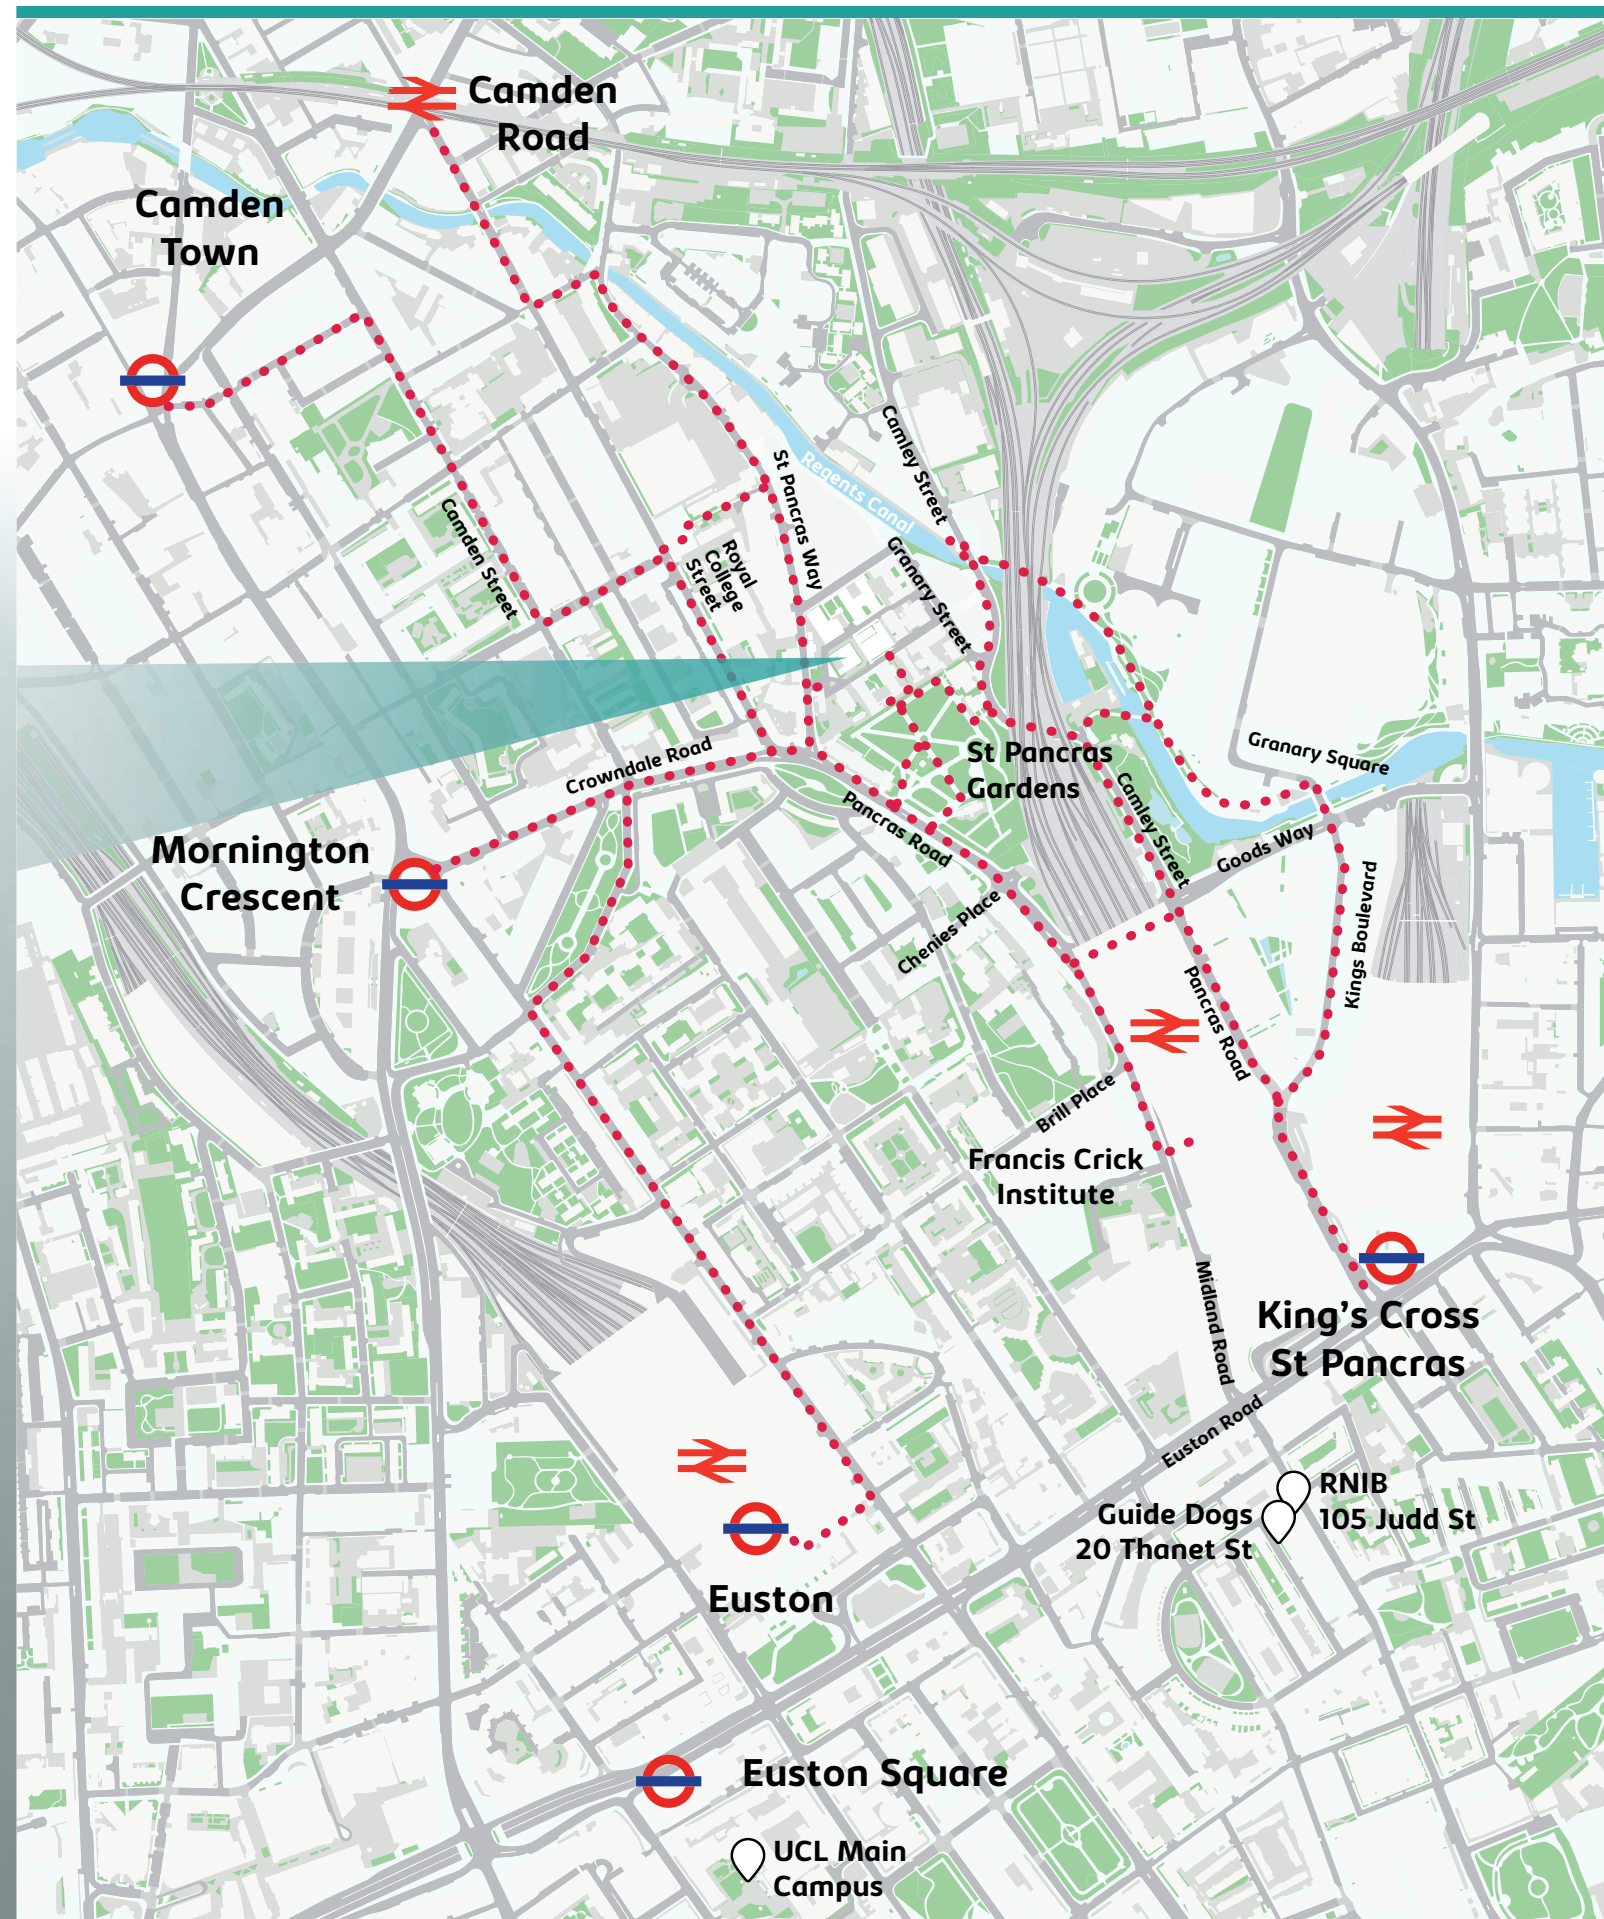 Camden
Road
Camden
Town
Camley Street
St Pancras Way
Regents Canal
Camden Street
Granary Street
Royal
College
Street
Crowndale Road
St Pancras
Gardens
Granary Square
Camley Street
Pancras Road
Goods Way
Mornington
Crescent
Chenies Place
Kings Boulevard
Pancras Road
Brill Place
Francis Crick
Institute
Midland Road
King’s Cross
St Pancras
Euston Road
RNIB
105 Judd St
Guide Dogs
20 Thanet St
Euston
Euston Square
UCL Main
Campus